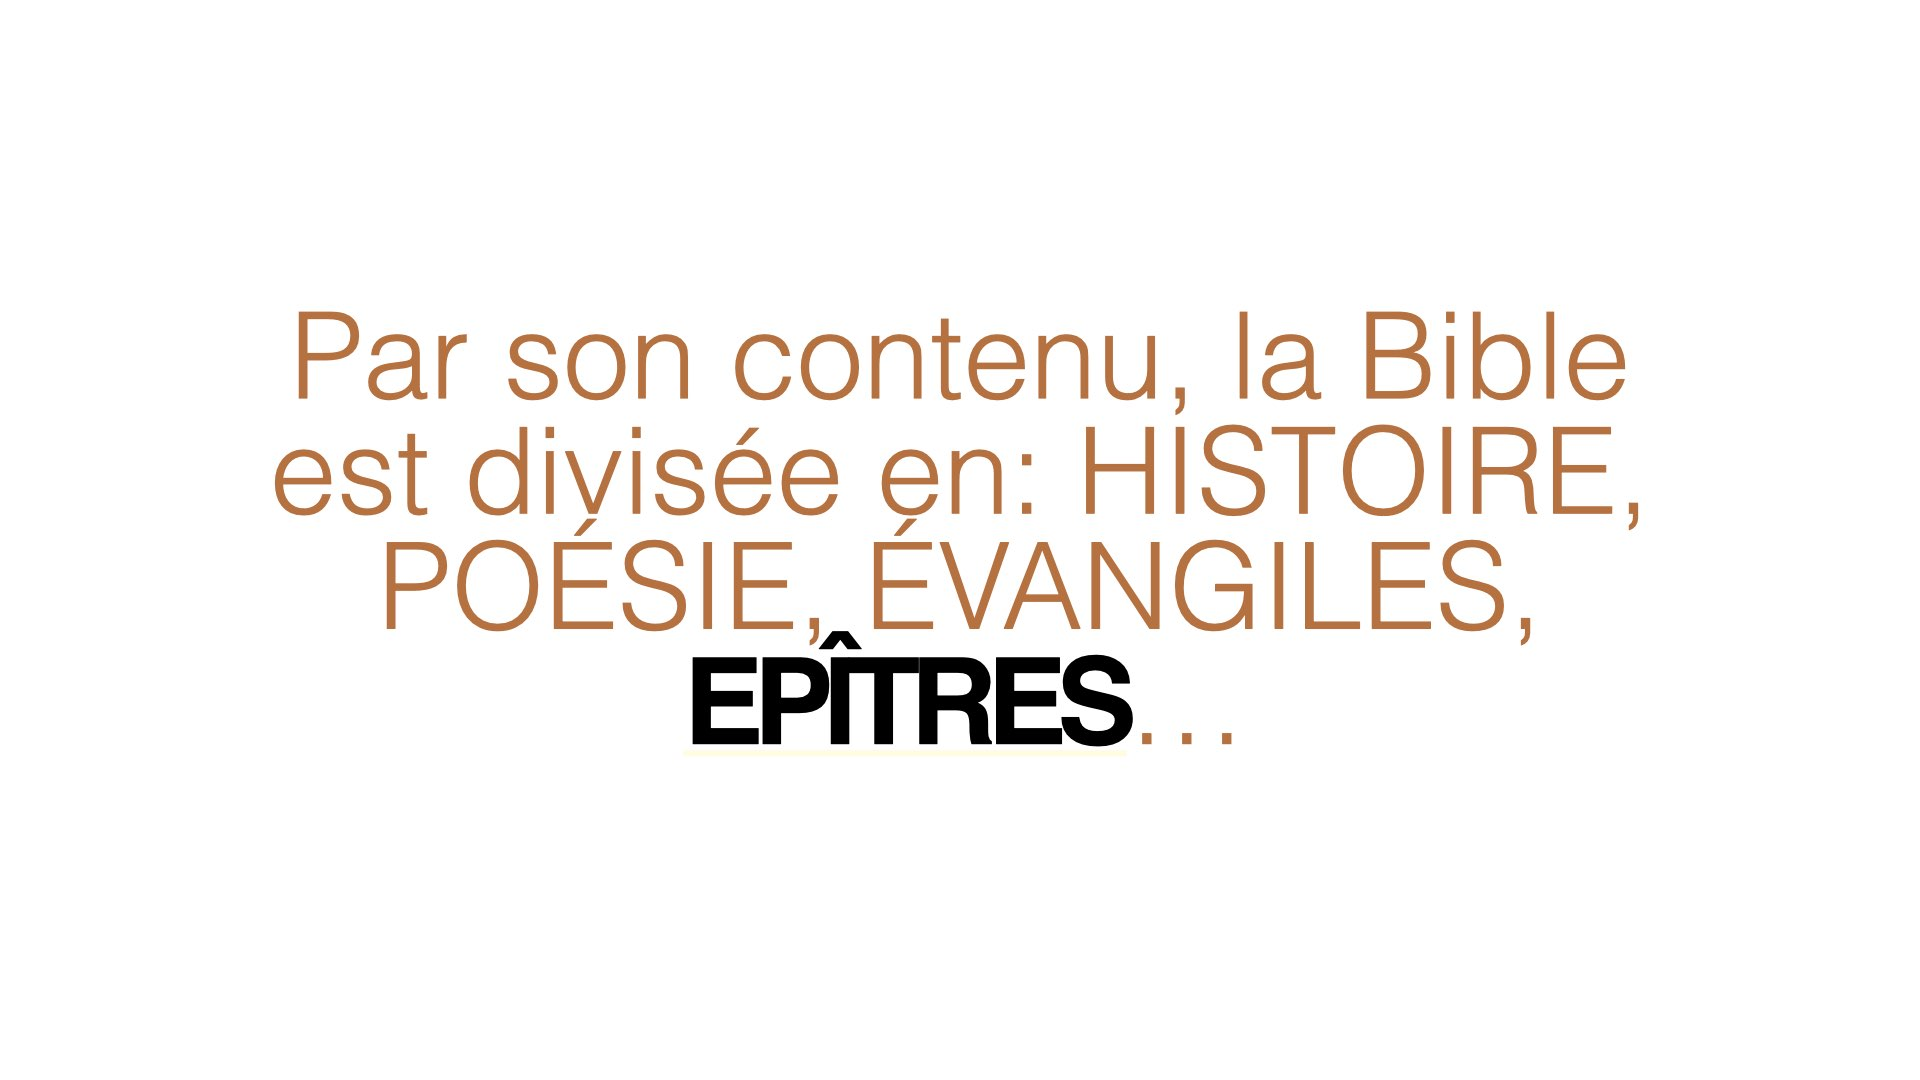 Par son contenu, la Bible
est divisée en: HISTOIRE,
POÉSIE, ÉVANGILES,
EPÎTRES…